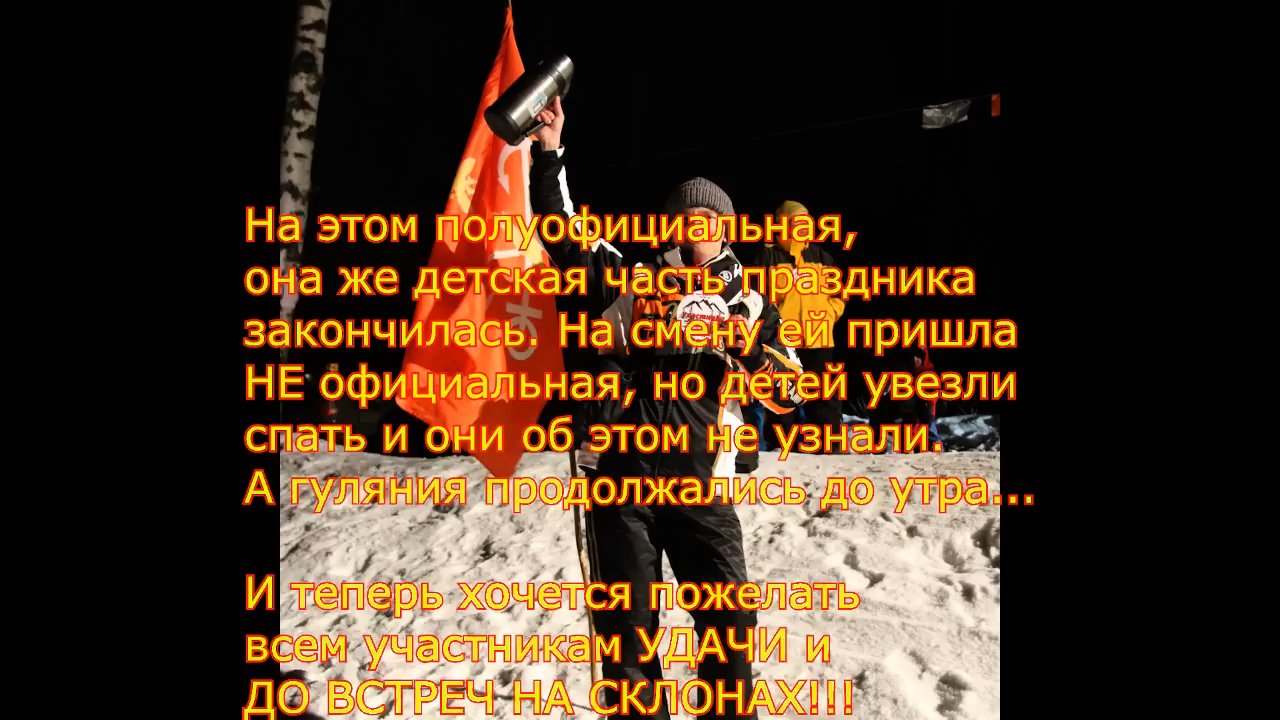 На этом полуофициальная,
она же детская часть праздника
закончилась. На смену ей пришла
НЕ официальная, но детей увезли
спать и они об этом не узнали.
А гуляния продолжались до утра...
И теперь хочется пожелать
всем участникам УДАЧИ и
ДО ВСТРЕЧ НА СКЛОНАХ!!!